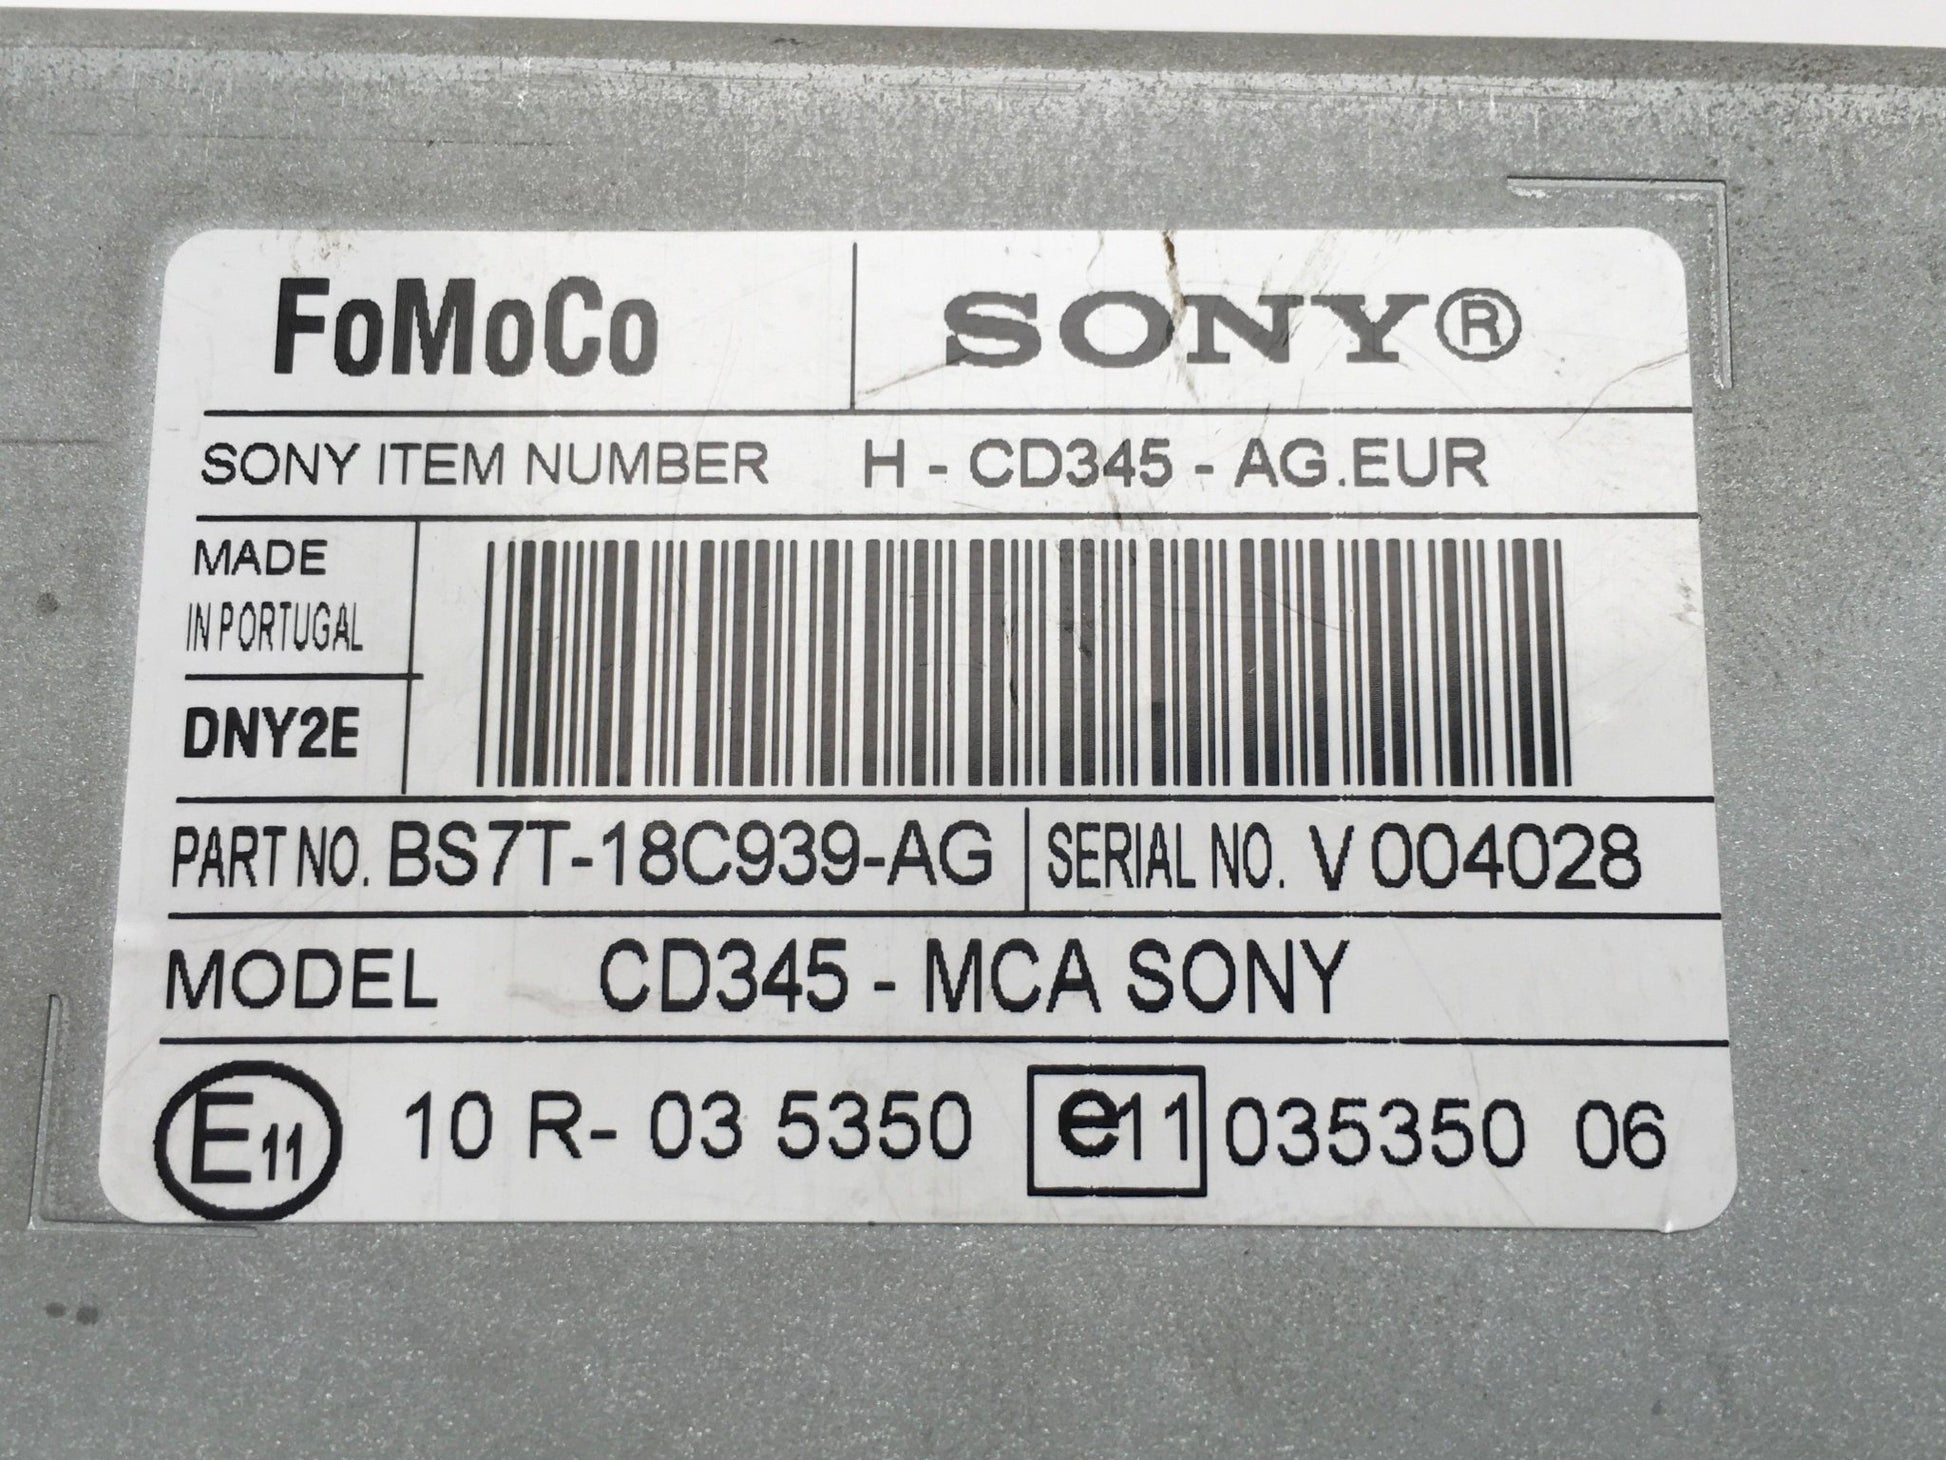 FoMoCo SONY®
SONY ITEM NUMBER H - CD345 - AG.EUR
MADE
IN PORTUGAL
DNY2E
PART NO. BS7T-18C939-AG SERIAL NO. V 004028
MODEL CD345 - MCA SONY
E11 10 R- 03 5350 e11 035350 06